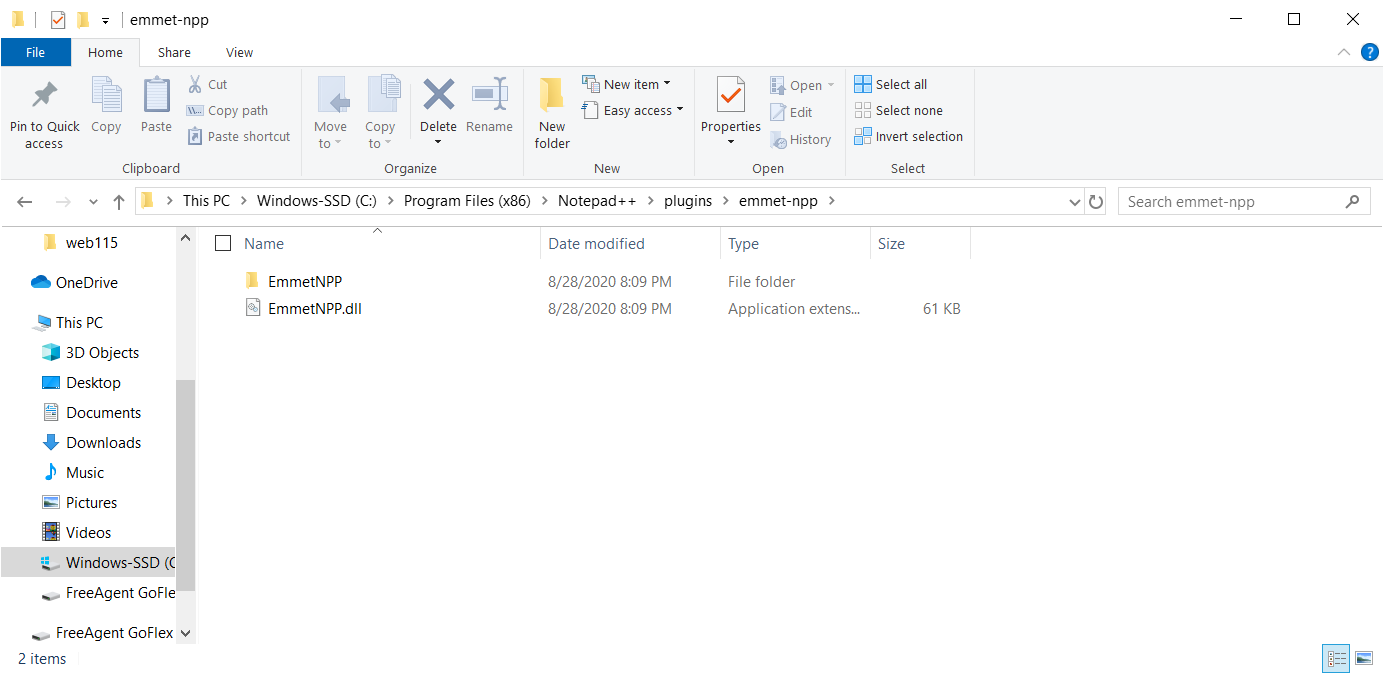 emmet-npp
File Home Share View
Pin to Quick access
Copy
Paste
Cut
Copy path
Paste shortcut
Clipboard
Move to
Copy to
Delete
Rename
Organize
New folder
New item
Easy access
New
Properties
Open
Edit
History
Open
Select all
Select none
Invert selection
Select
This PC > Windows-SSD (C:) > Program Files (x86) > Notepad++ > plugins > emmet-npp >
Search emmet-npp
Name Date modified Type Size
EmmetNPP 8/28/2020 8:09 PM File folder
EmmetNPP.dll 8/28/2020 8:09 PM Application extens... 61 KB
web115
OneDrive
This PC
3D Objects
Desktop
Documents
Downloads
Music
Pictures
Videos
Windows-SSD (C
FreeAgent GoFle
FreeAgent GoFlex
2 items